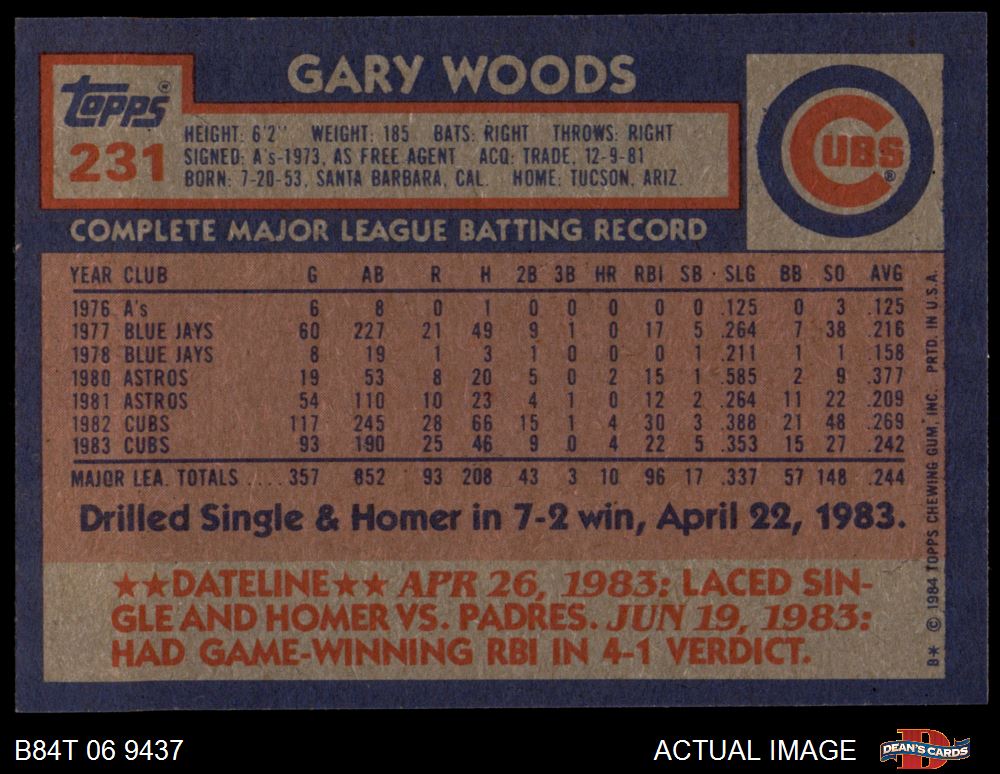 GARY WOODS
Topps®
231
HEIGHT: 6'2" WEIGHT: 185 BATS: RIGHT THROWS: RIGHT
SIGNED: A's-1973, AS FREE AGENT ACQ: TRADE, 12-9-81
BORN: 7-20-53, SANTA BARBARA, CAL. HOME: TUCSON, ARIZ.
CUBS®
COMPLETE MAJOR LEAGUE BATTING RECORD
YEAR CLUB G AB R H 2B 3B HR RBI SB SLG BB SO AVG
1976 A's 6 8 0 1 0 0 0 0 0 .125 0 3 .125
1977 BLUE JAYS 60 227 21 49 9 1 0 17 5 .264 7 38 .216
1978 BLUE JAYS 8 19 1 3 1 0 0 0 1 .211 1 1 .158
1980 ASTROS 19 53 8 20 5 0 2 15 1 .585 2 9 .377
1981 ASTROS 54 110 10 23 4 1 0 12 2 .264 11 22 .209
1982 CUBS 117 245 28 66 15 1 4 30 3 .388 21 48 .269
1983 CUBS 93 190 25 46 9 0 4 22 5 .353 15 27 .242
MAJOR LEA. TOTALS .... 357 852 93 208 43 3 10 96 17 .337 57 148 .244
Drilled Single & Homer in 7-2 win, April 22, 1983.
★★DATELINE★★ APR 26, 1983: LACED SIN-
GLE AND HOMER VS. PADRES. JUN 19, 1983:
HAD GAME-WINNING RBI IN 4-1 VERDICT.
B* © 1984 TOPPS CHEWING GUM, INC. PRTD. IN U.S.A.
B84T 06 9437
ACTUAL IMAGE
DEAN'S CARDS